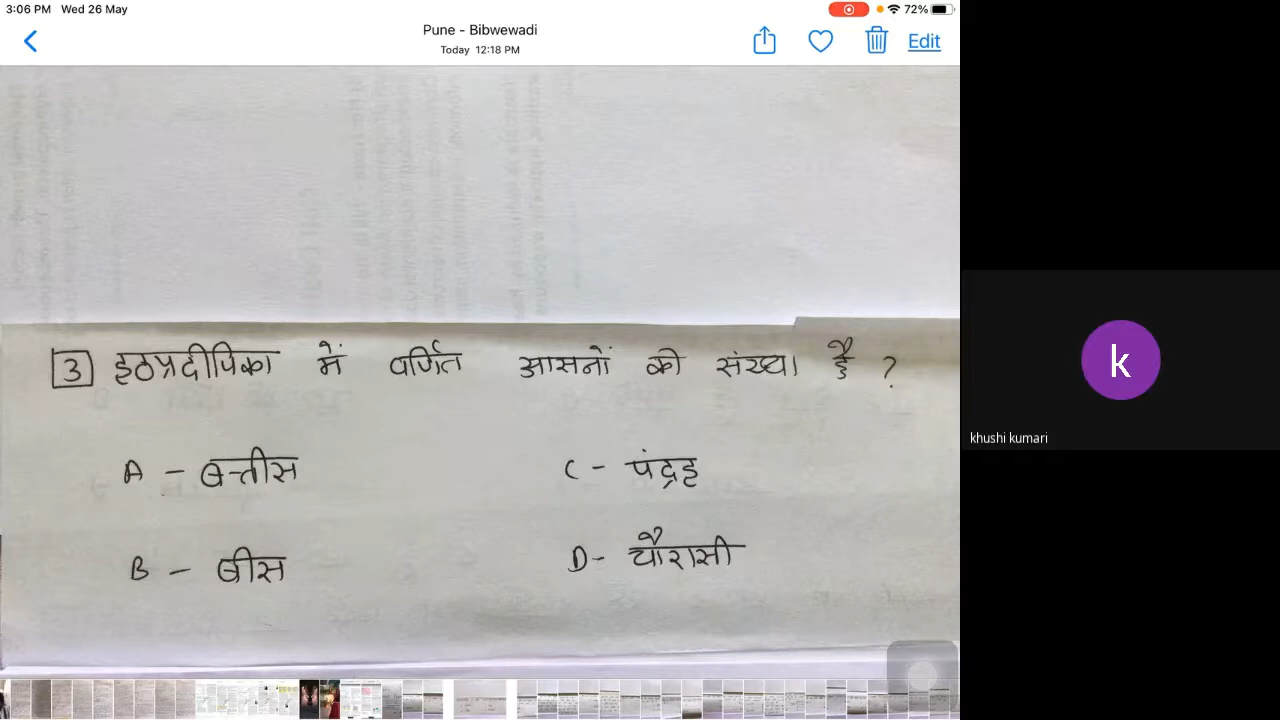 3:06 PM Wed 26 May
72%
Pune - Bibwewadi
Today 12:18 PM
Edit
3 हठप्रदीपिका में वर्णित आसनों की संख्या है ?
A - बत्तीस
C - पंद्रह
B - बीस
D - चौरासी
k
khushi kumari